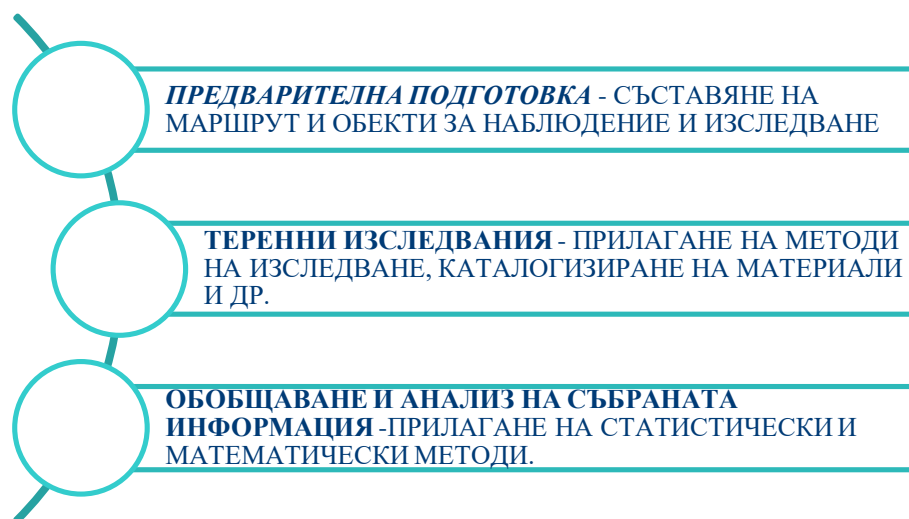 ПРЕДВАРИТЕЛНА ПОДГОТОВКА - СЪСТАВЯНЕ НА
МАРШРУТ И ОБЕКТИ ЗА НАБЛЮДЕНИЕ И ИЗСЛЕДВАНЕ
ТЕРЕННИ ИЗСЛЕДВАНИЯ - ПРИЛАГАНЕ НА МЕТОДИ
НА ИЗСЛЕДВАНЕ, КАТАЛОГИЗИРАНЕ НА МАТЕРИАЛИ
И ДР.
ОБОБЩАВАНЕ И АНАЛИЗ НА СЪБРАНАТА
ИНФОРМАЦИЯ -ПРИЛАГАНЕ НА СТАТИСТИЧЕСКИ И
МАТЕМАТИЧЕСКИ МЕТОДИ.